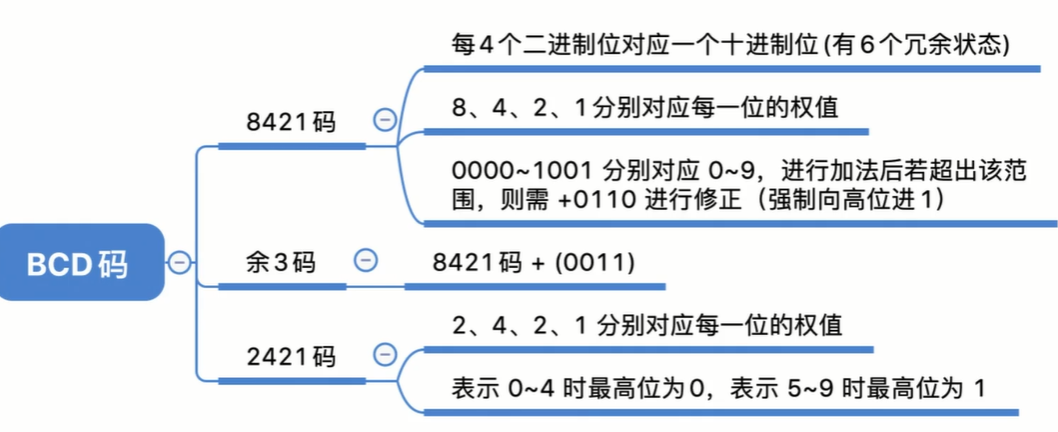 每4个二进制位对应一个十进制位(有6个冗余状态)
8421码
8、4、2、1分别对应每一位的权值
0000~1001 分别对应 0~9，进行加法后若超出该范
围，则需 +0110 进行修正（强制向高位进1）
BCD码
余3码
8421码 + (0011)
2421码
2、4、2、1 分别对应每一位的权值
表示 0~4 时最高位为0，表示 5~9 时最高位为 1